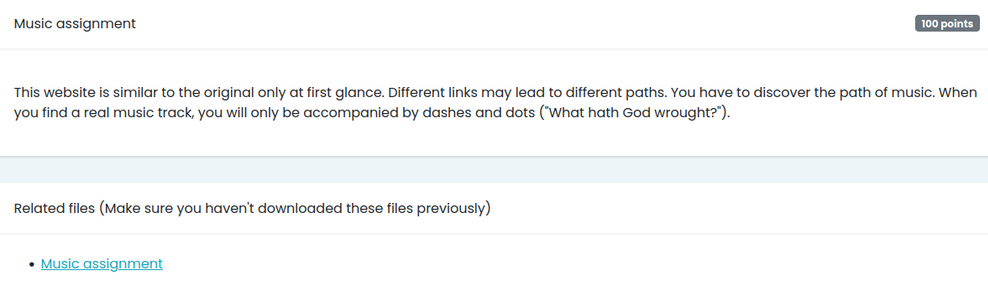 Music assignment
100 points
This website is similar to the original only at first glance. Different links may lead to different paths. You have to discover the path of music. When
you find a real music track, you will only be accompanied by dashes and dots ("What hath God wrought?").
Related files (Make sure you haven't downloaded these files previously)
• Music assignment